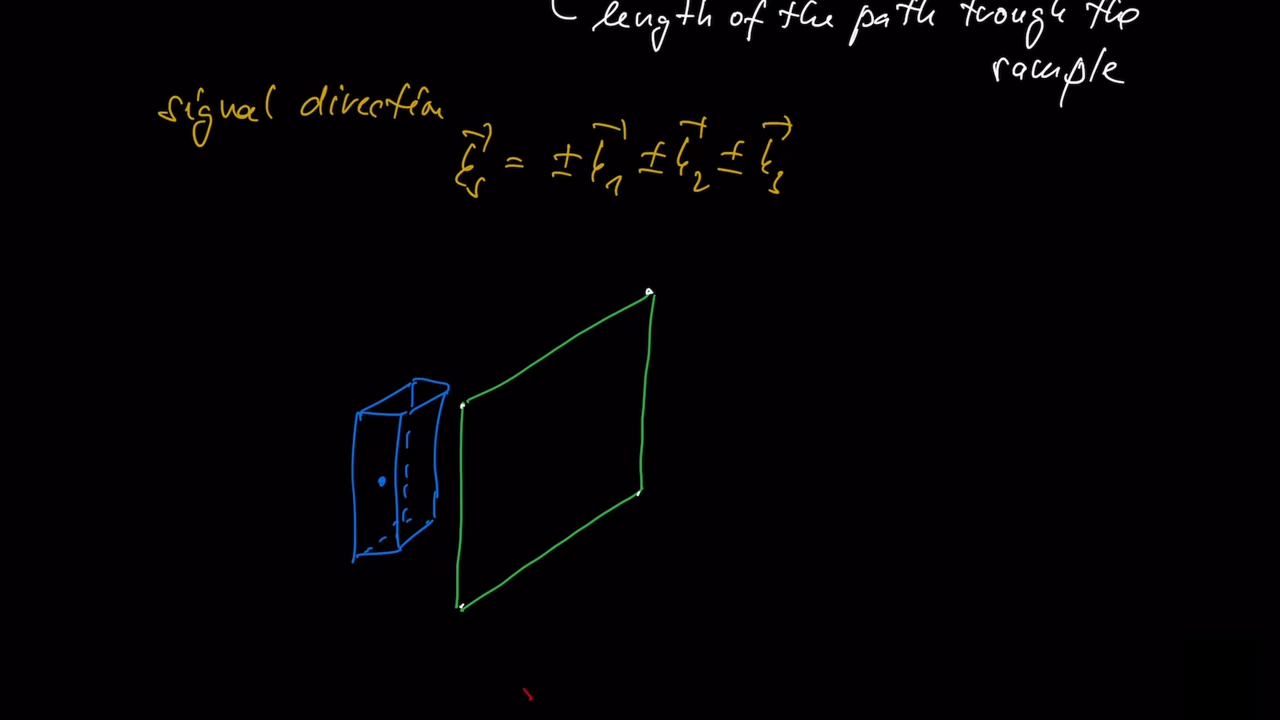 length of the path trough the
sample
signal direction
k⃗s = ± k⃗1 ± k⃗2 ± k⃗3